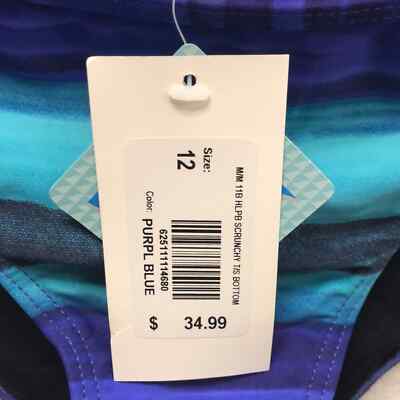 M/M 11B HLPB SCRUNCHY T/S BOTTOM
Size:
12
625111114680
Color:
PURPL BLUE
$ 34.99